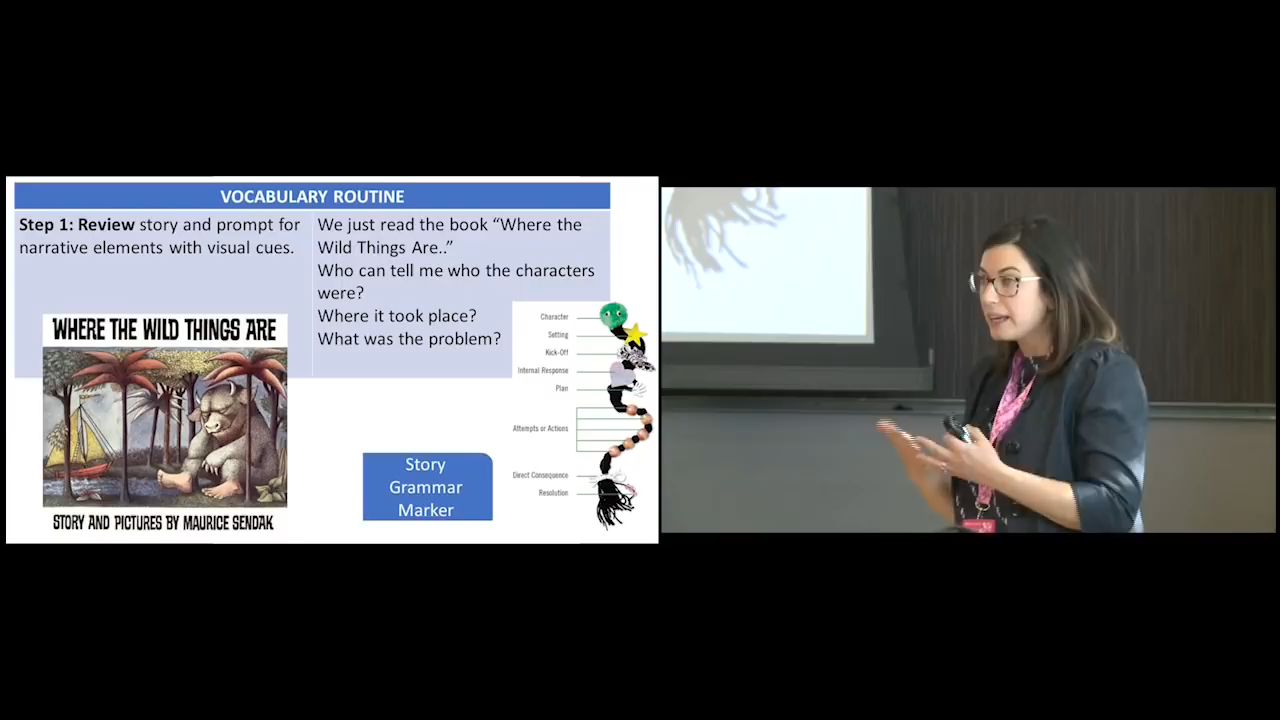 VOCABULARY ROUTINE
Step 1: Review story and prompt for
narrative elements with visual cues.
We just read the book “Where the
Wild Things Are..”
Who can tell me who the characters
were?
Where it took place?
What was the problem?
WHERE THE WILD THINGS ARE
STORY AND PICTURES BY MAURICE SENDAK
Story
Grammar
Marker
Character
Setting
Kick-Off
Internal Response
Plan
Attempts or Actions
Direct Consequence
Resolution